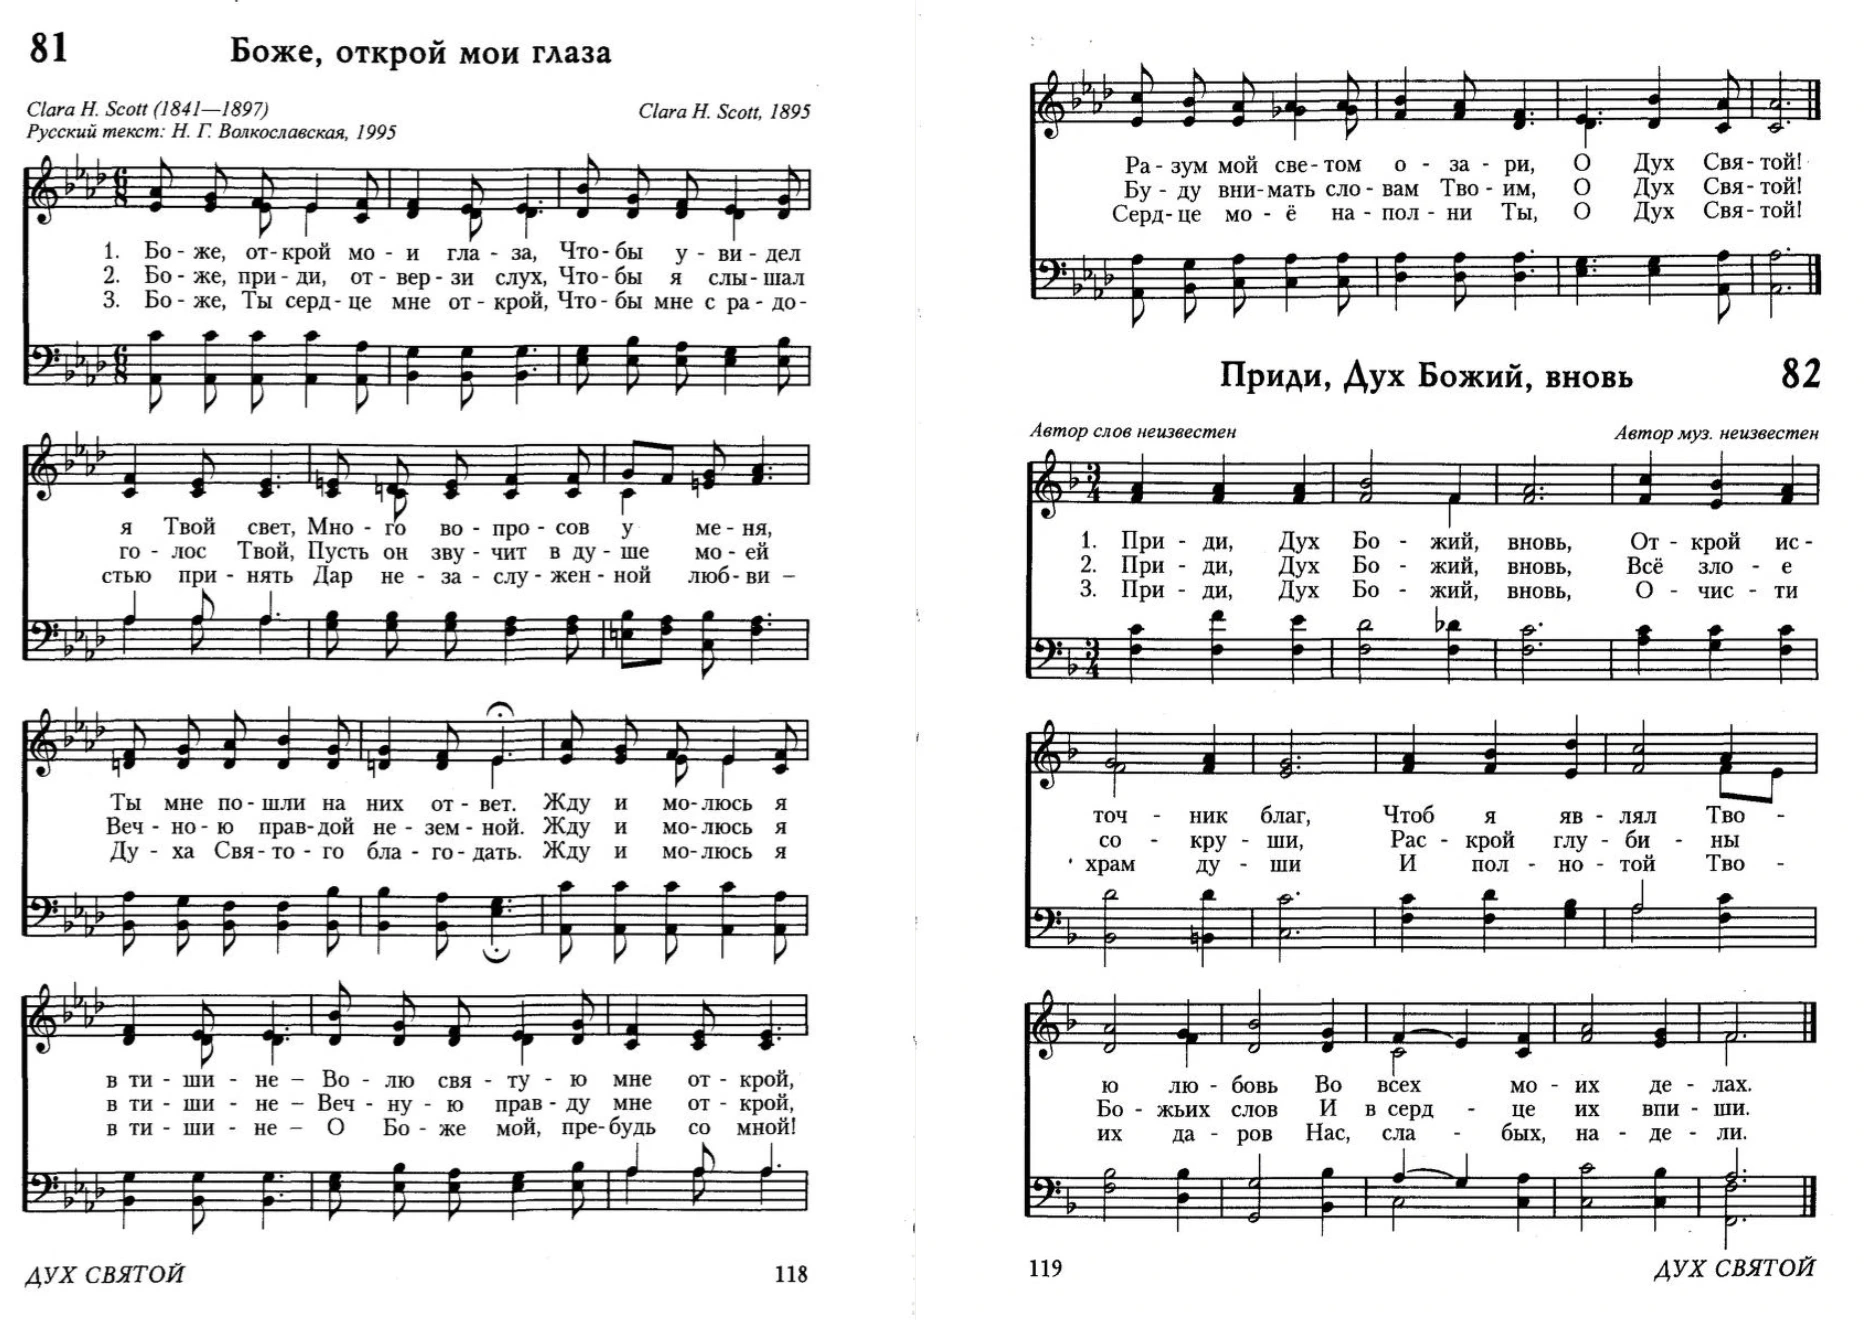 81 Боже, открой мои глаза
Clara H. Scott (1841—1897) Clara H. Scott, 1895
Русский текст: Н. Г. Волкославская, 1995
1. Бо - же, от - крой мо - и гла - за, Что - бы у - ви - дел
2. Бо - же, при - ди, от - вер - зи слух, Что - бы я слы - шал
3. Бо - же, Ты серд - це мне от - крой, Что - бы мне с ра - до -
я Твой свет, Мно - го во - про - сов у ме - ня,
го - лос Твой, Пусть он зву - чит в ду - ше мо - ей
стью при - нять Дар не - за - слу - жен - ной люб - ви –
Ты мне по - шли на них от - вет. Жду и мо - люсь я
Веч - но - ю прав - дой не - зем - ной. Жду и мо - люсь я
Ду - ха Свя - то - го бла - го - дать. Жду и мо - люсь я
в ти - ши - не – Во - лю свя - ту - ю мне от - крой,
в ти - ши - не – Веч - ну - ю прав - ду мне от - крой,
в ти - ши - не – О Бо - же мой, пре - будь со мной!
ДУХ СВЯТОЙ 118
Ра - зум мой све - том о - за - ри, О Дух Свя - той!
Бу - ду вни - мать сло - вам Тво - им, О Дух Свя - той!
Серд - це мо - ё на - пол - ни Ты, О Дух Свя - той!
Приди, Дух Божий, вновь 82
Автор слов неизвестен Автор муз. неизвестен
1. При - ди, Дух Бо - жий, вновь, От - крой ис -
2. При - ди, Дух Бо - жий, вновь, Всё зло - е
3. При - ди, Дух Бо - жий, вновь, О - чис - ти
точ - ник благ, Чтоб я яв - лял Тво -
со - кру - ши, Рас - крой глу - би - ны
храм ду - ши И пол - но - той Тво -
ю лю - бовь Во всех мо - их де - лах.
Бо - жьих слов И в серд - це их впи - ши.
их да - ров Нас, сла - бых, на - де - ли.
119 ДУХ СВЯТОЙ